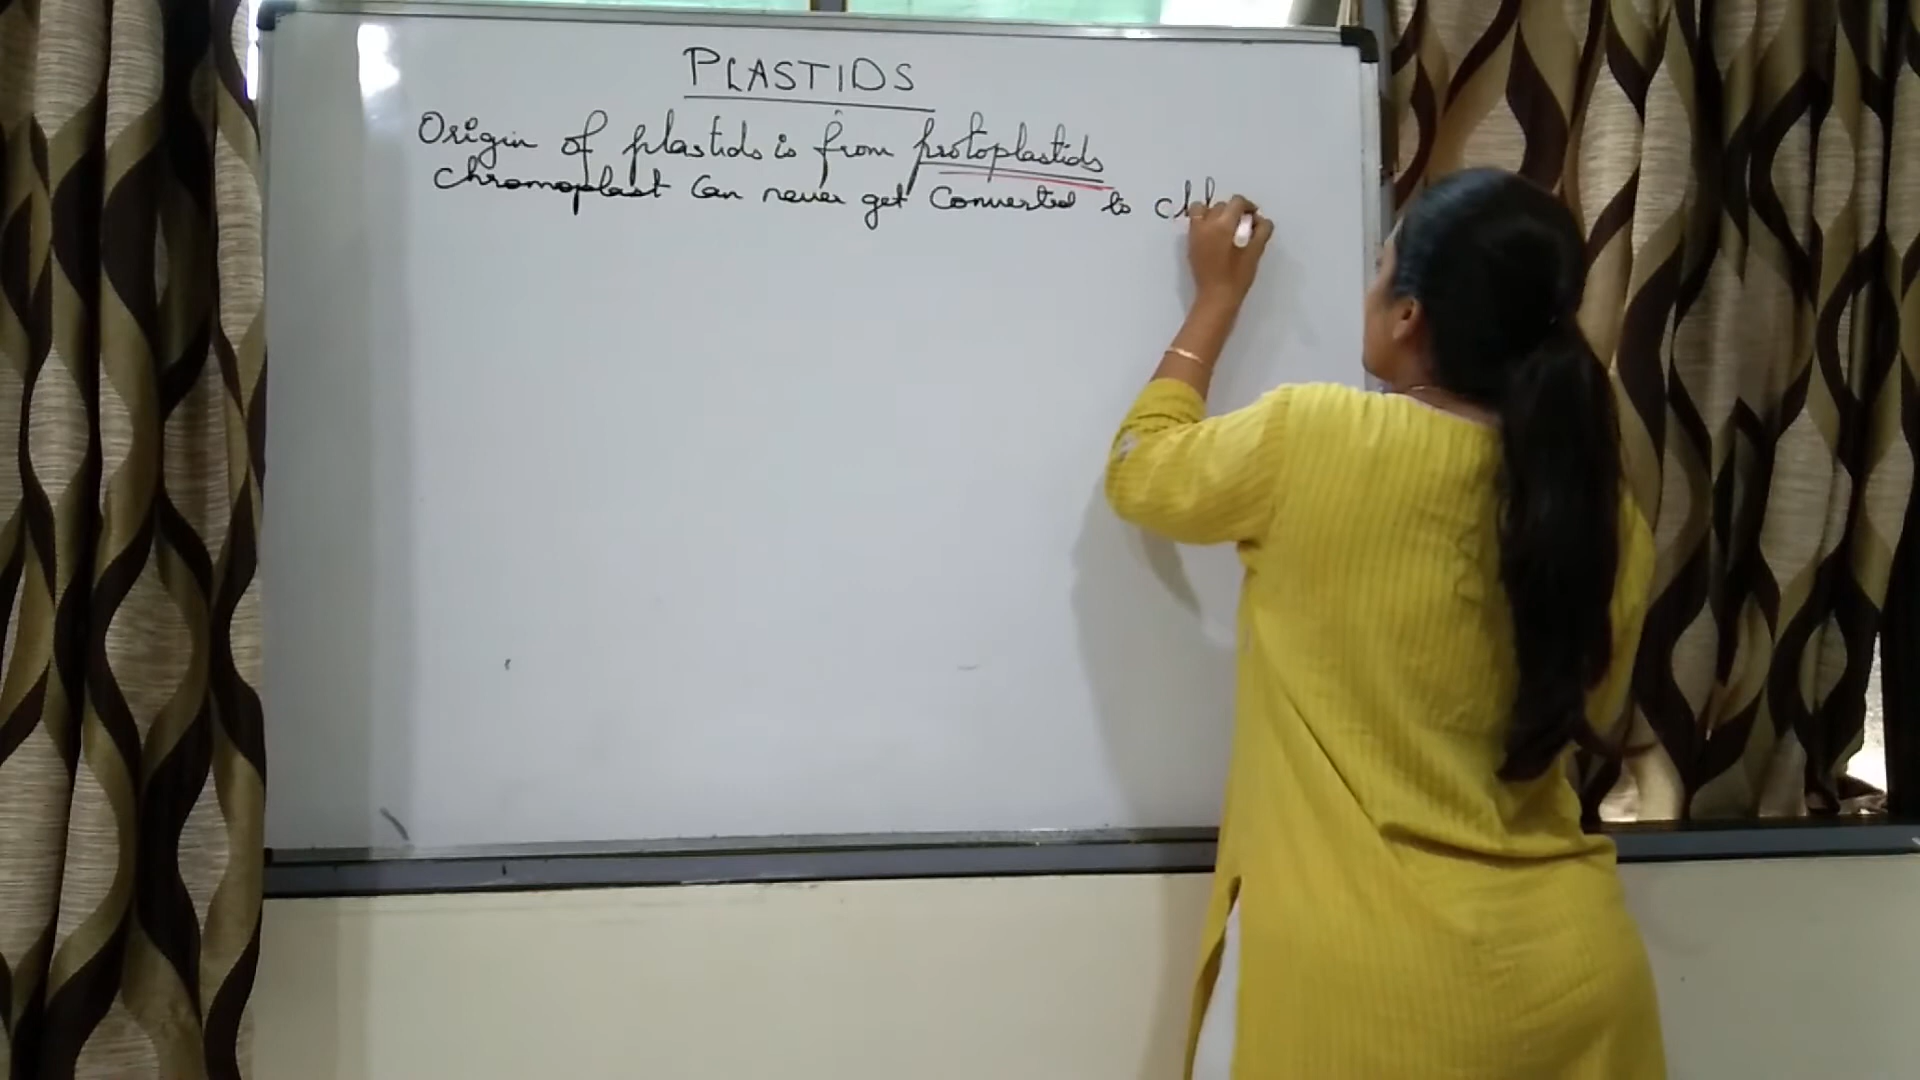 PLASTIDS
Origin of plastids is from protoplastids
Chromoplast Can never get Converted to